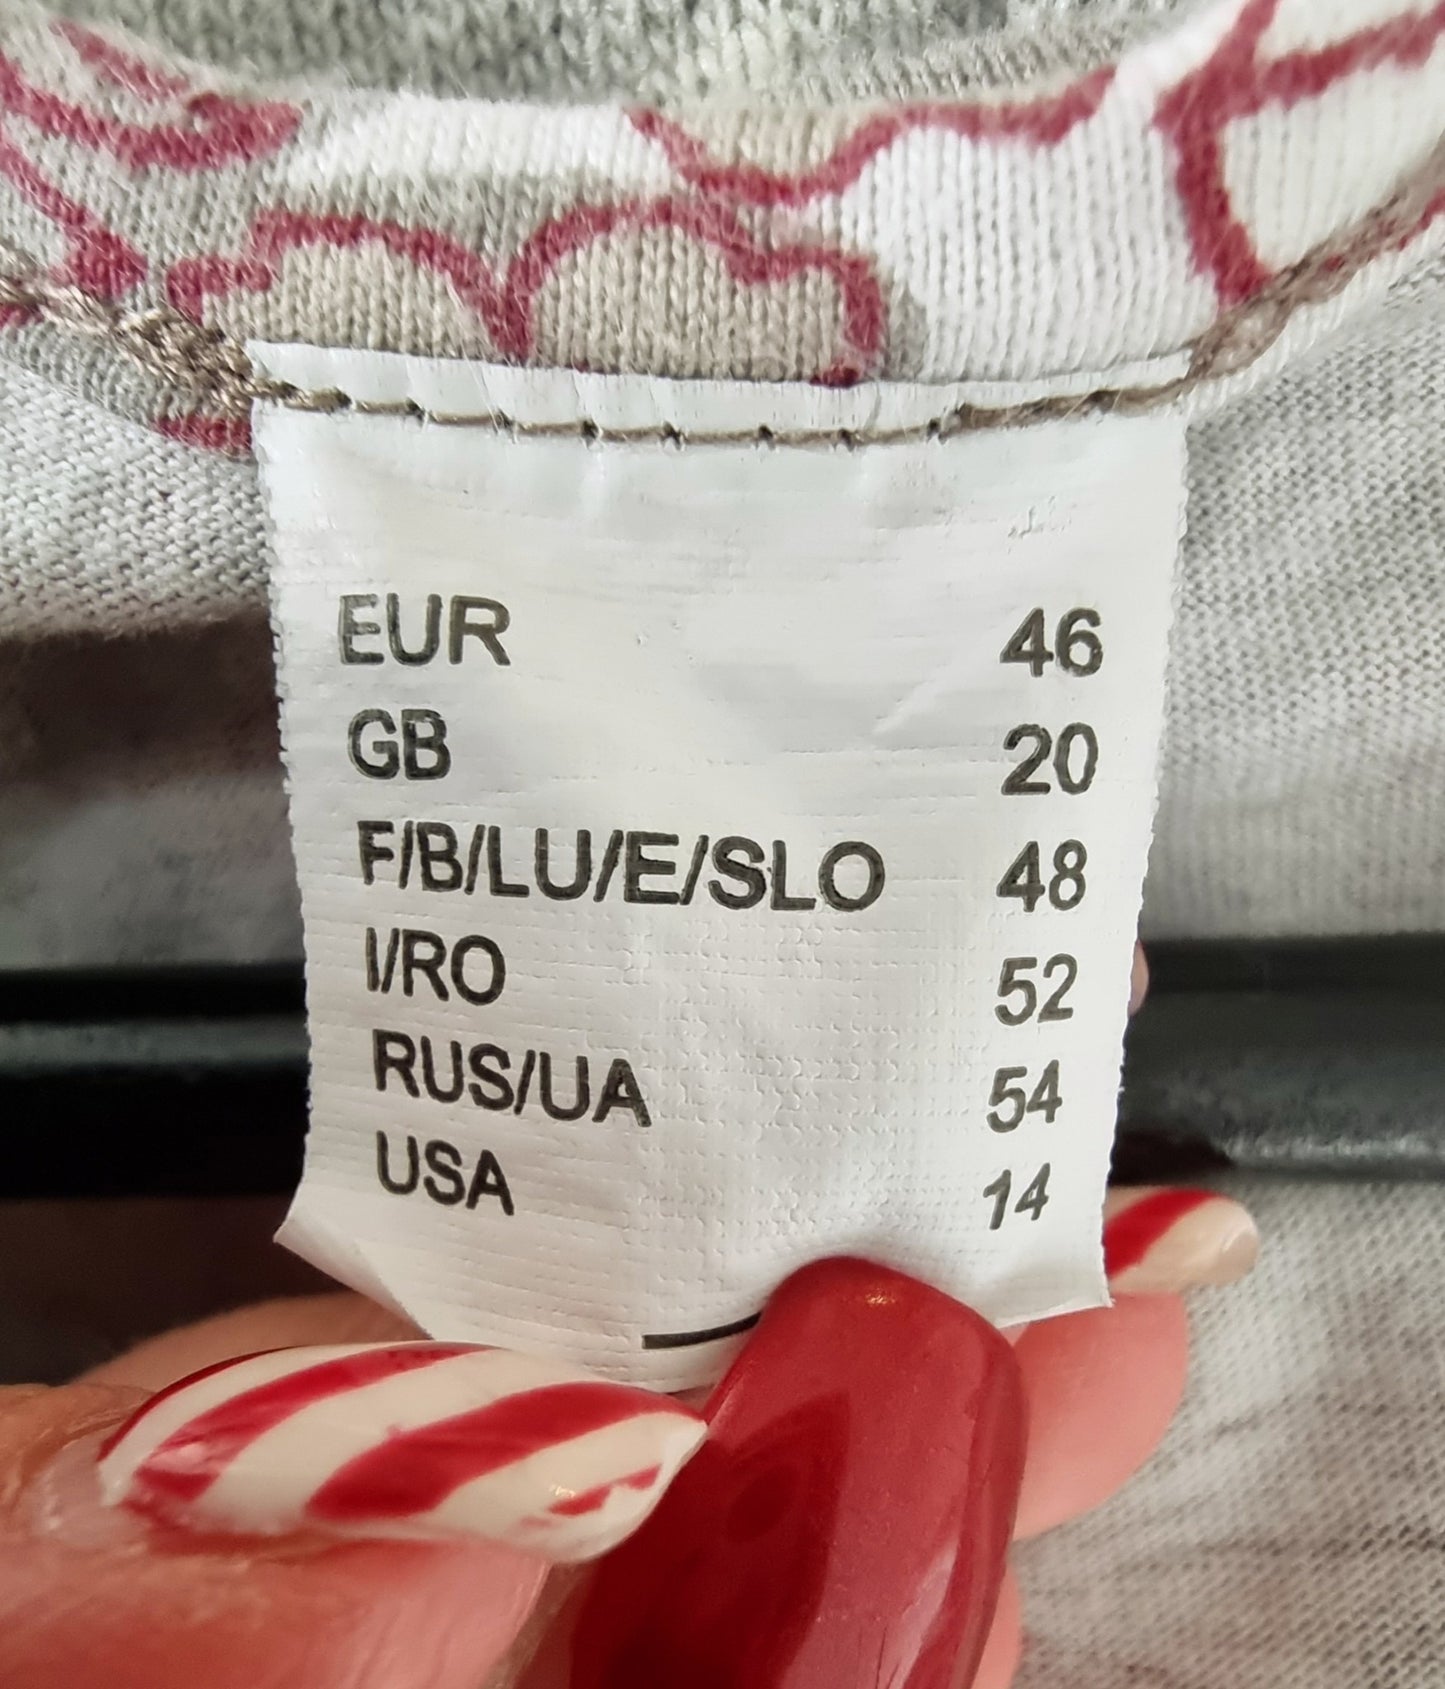 EUR 46
GB 20
F/B/LU/E/SLO 48
I/RO 52
RUS/UA 54
USA 14